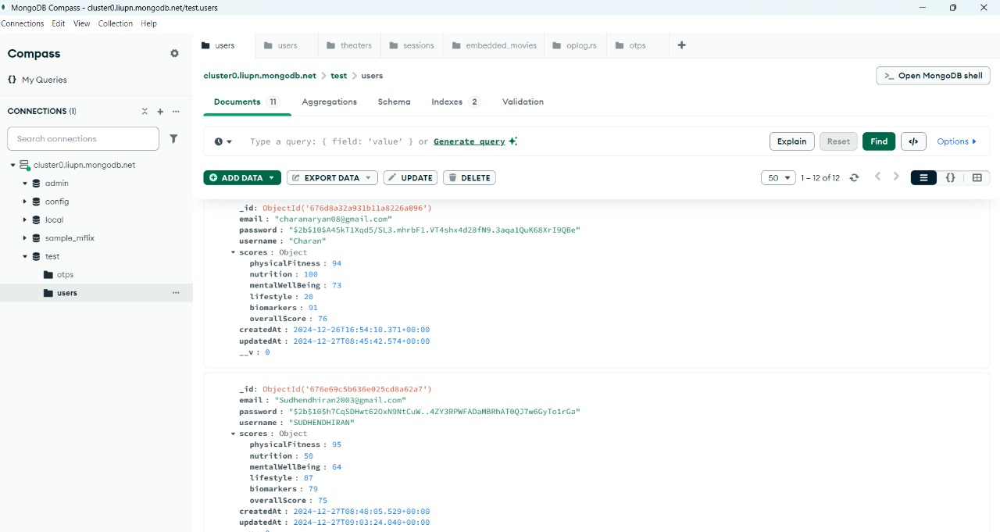 MongoDB Compass - cluster0.liupn.mongodb.net/test.users
Connections Edit View Collection Help
Compass
{} My Queries
CONNECTIONS (1)
Search connections
cluster0.liupn.mongodb.net
admin
config
local
sample_mflix
test
otps
users
users users theaters sessions embedded_movies oplog.rs otps
cluster0.liupn.mongodb.net > test > users
>_ Open MongoDB shell
Documents 11 Aggregations Schema Indexes 2 Validation
Type a query: { field: 'value' } or Generate query
Explain Reset Find </> Options
ADD DATA EXPORT DATA UPDATE DELETE
50 1 – 12 of 12 {}
_id: ObjectId('676d8a32a931b11a8226a096')
email : "charanaryan08@gmail.com"
password : "$2b$10$A45kT1Xqd5/SL3.mhrbF1.VT4shx4d28fN9.3aqa1QuK68XrI9QBe"
username : "Charan"
scores : Object
physicalFitness : 94
nutrition : 100
mentalWellBeing : 73
lifestyle : 20
biomarkers : 91
overallScore : 76
createdAt : 2024-12-26T16:54:10.371+00:00
updatedAt : 2024-12-27T08:45:42.574+00:00
__v : 0
_id: ObjectId('676e69c5b636e025cd8a62a7')
email : "Sudhendhiran2003@gmail.com"
password : "$2b$10$h7CqSDHwt62OxN9NtCuW..4ZY3RPWFADaMBRhAT0QJ7w6GyTo1rGa"
username : "SUDHENDHIRAN"
scores : Object
physicalFitness : 95
nutrition : 50
mentalWellBeing : 64
lifestyle : 87
biomarkers : 79
overallScore : 75
createdAt : 2024-12-27T08:48:05.529+00:00
updatedAt : 2024-12-27T09:03:24.040+00:00